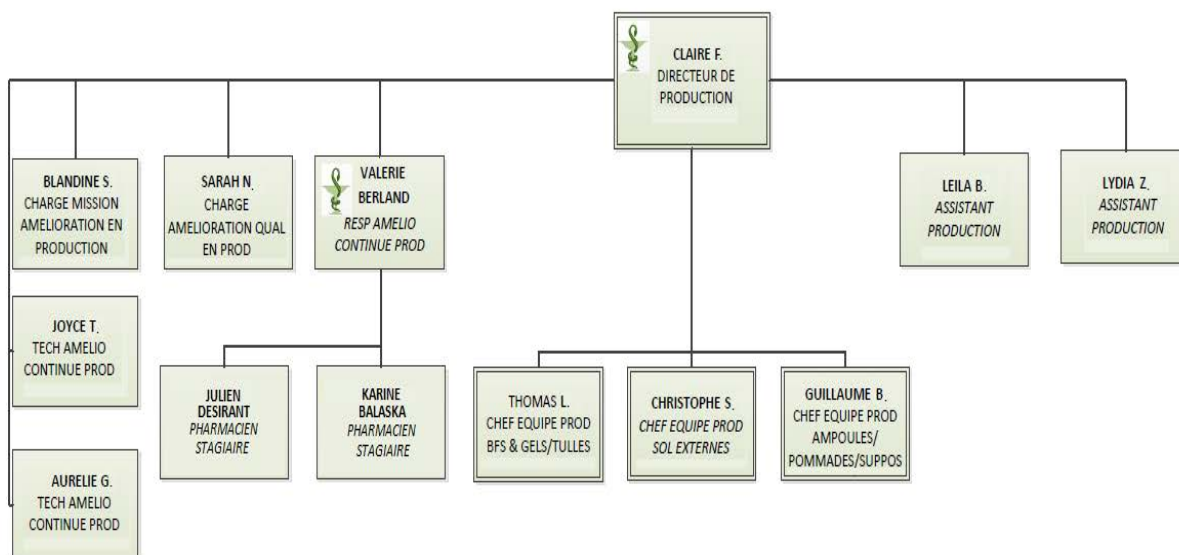 CLAIRE F.
DIRECTEUR DE
PRODUCTION
BLANDINE S.
CHARGE MISSION
AMELIORATION EN
PRODUCTION
SARAH N.
CHARGE
AMELIORATION QUAL
EN PROD
VALERIE
BERLAND
RESP AMELIO
CONTINUE PROD
LEILA B.
ASSISTANT
PRODUCTION
LYDIA Z.
ASSISTANT
PRODUCTION
JOYCE T.
TECH AMELIO
CONTINUE PROD
JULIEN
DESIRANT
PHARMACIEN
STAGIAIRE
KARINE
BALASKA
PHARMACIEN
STAGIAIRE
THOMAS L.
CHEF EQUIPE PROD
BFS & GELS/TULLES
CHRISTOPHE S.
CHEF EQUIPE PROD
SOL EXTERNES
GUILLAUME B.
CHEF EQUIPE PROD
AMPOULES/
POMMADES/SUPPOS
AURELIE G.
TECH AMELIO
CONTINUE PROD